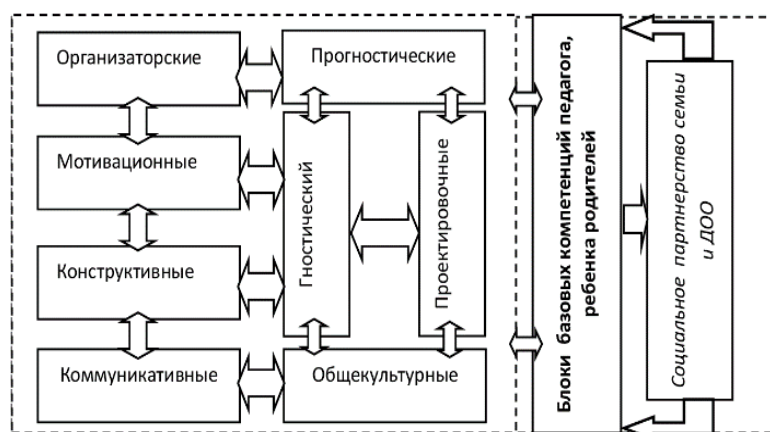 Организаторские
Прогностические
Мотивационные
Гностический
Проектировочные
Конструктивные
Коммуникативные
Общекультурные
Блоки базовых компетенций педагога,
ребенка родителей
Социальное партнерство семьи
и ДОО